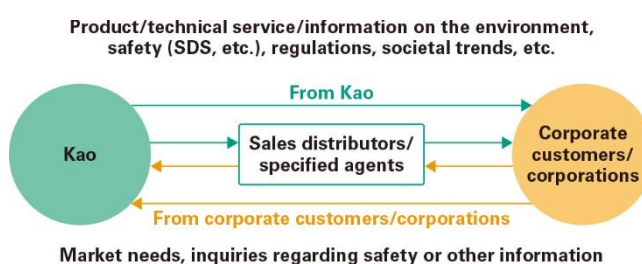 Product/technical service/information on the environment,
safety (SDS, etc.), regulations, societal trends, etc.
From Kao
Kao
Sales distributors/
specified agents
Corporate
customers/
corporations
From corporate customers/corporations
Market needs, inquiries regarding safety or other information